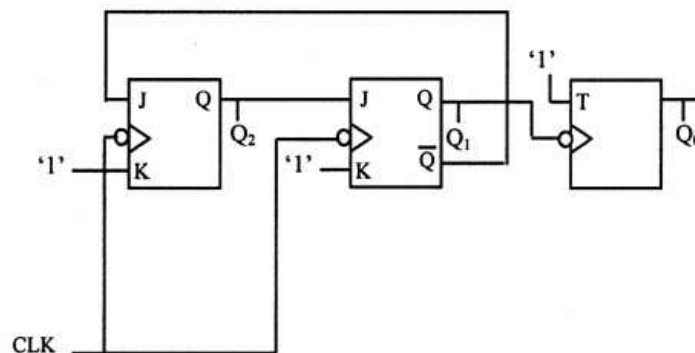 ‘1’
J Q
J Q
T
Q₂
Q₁
Q
‘1’ K
‘1’ K
Q̅
CLK